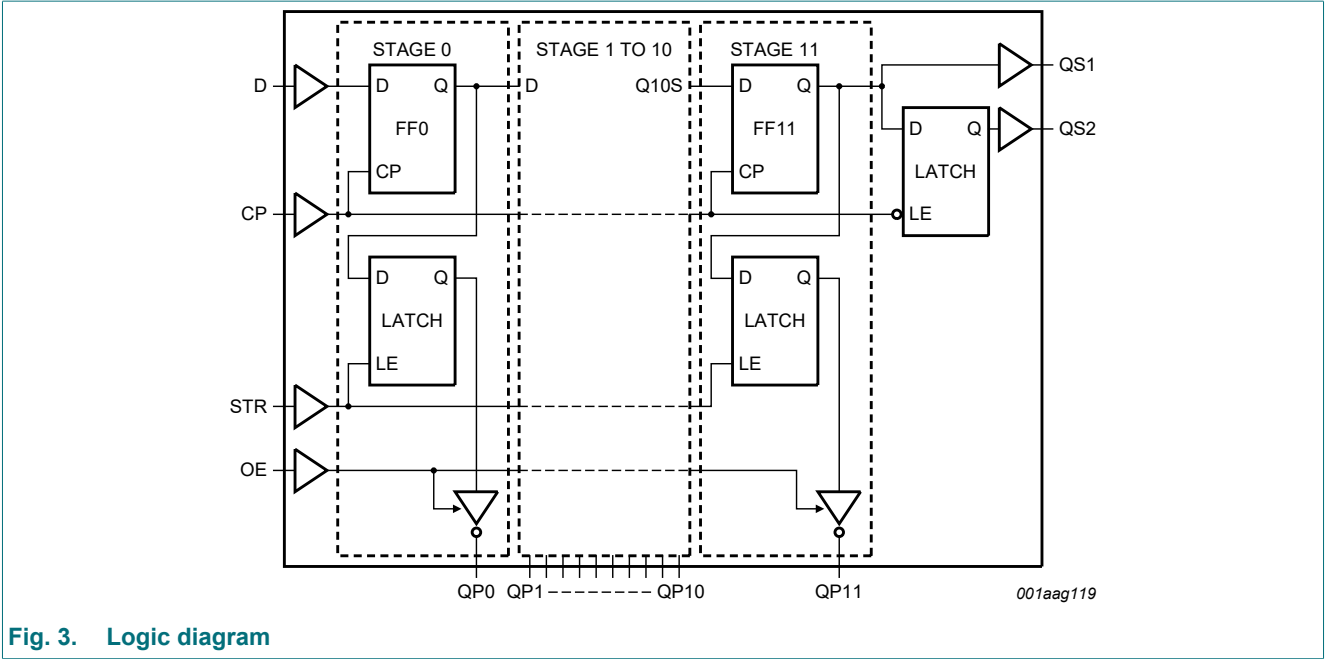 STAGE 0 STAGE 1 TO 10 STAGE 11
QS1
D D Q D Q10S D Q
FF0 FF11 D Q QS2
CP CP LATCH
CP LE
D Q D Q
LATCH LATCH
LE LE
STR
OE
QP0 QP1 QP10 QP11 001aag119
Fig. 3. Logic diagram